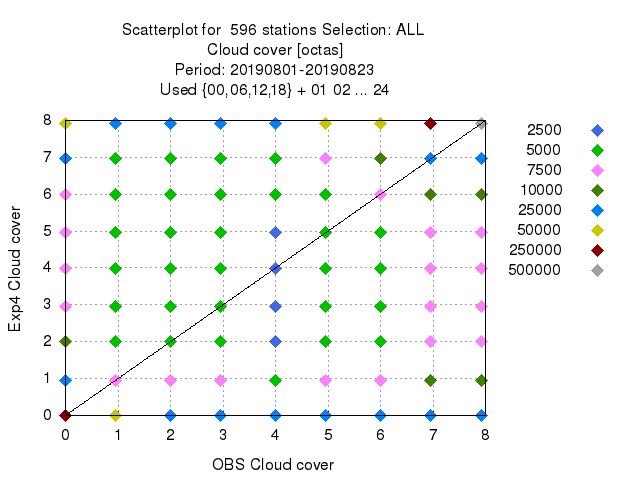 Scatterplot for  596 stations Selection: ALL
Cloud cover [octas]
Period: 20190801-20190823
Used {00,06,12,18} + 01 02 ... 24
8
7
6
5
4
3
2
1
0
Exp4 Cloud cover
0 1 2 3 4 5 6 7 8
OBS Cloud cover
2500
5000
7500
10000
25000
50000
250000
500000